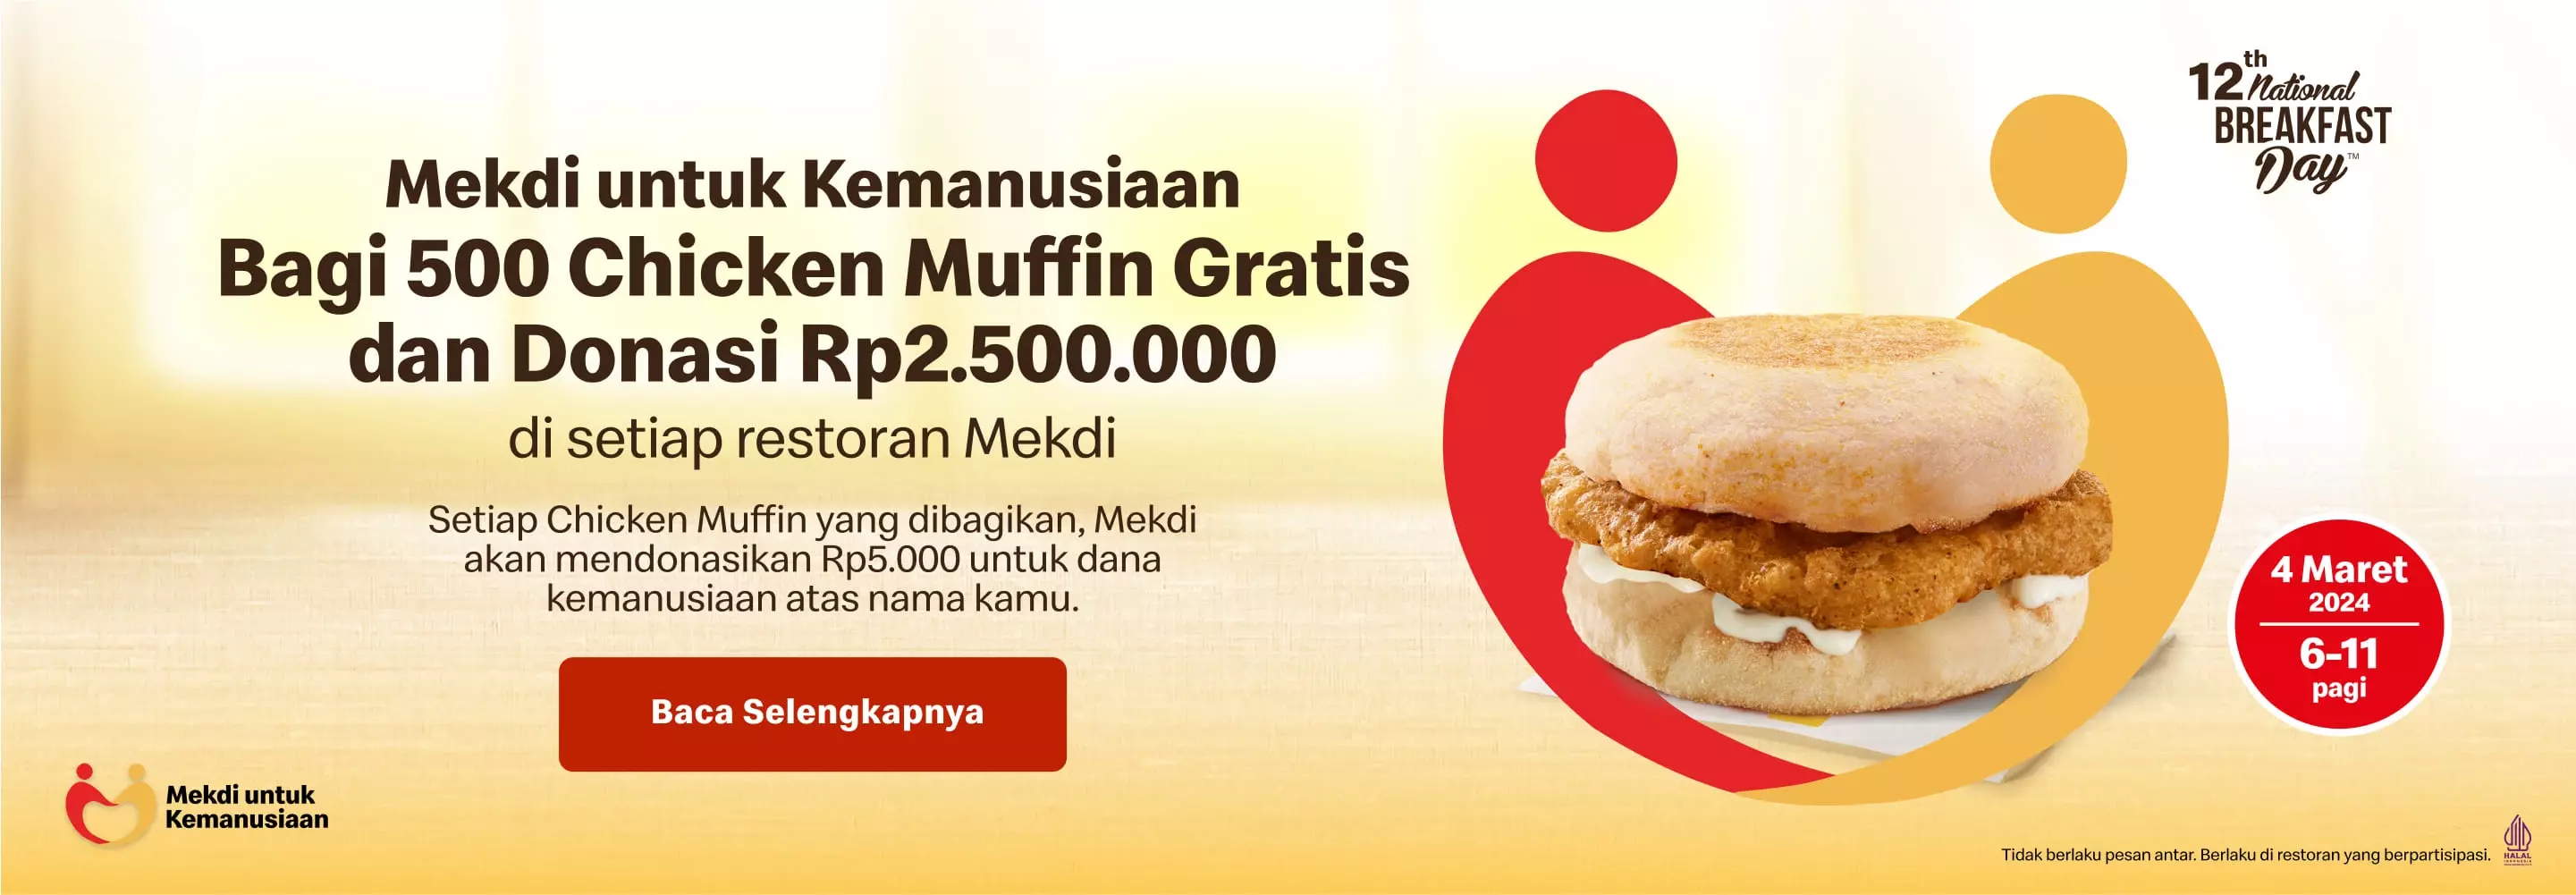 12th National
BREAKFAST
Day™
Mekdi untuk Kemanusiaan
Bagi 500 Chicken Muffin Gratis
dan Donasi Rp2.500.000
di setiap restoran Mekdi
Setiap Chicken Muffin yang dibagikan, Mekdi
akan mendonasikan Rp5.000 untuk dana
kemanusiaan atas nama kamu.
Baca Selengkapnya
4 Maret
2024
6-11
pagi
Mekdi untuk
Kemanusiaan
Tidak berlaku pesan antar. Berlaku di restoran yang berpartisipasi.
HALAL
INDONESIA